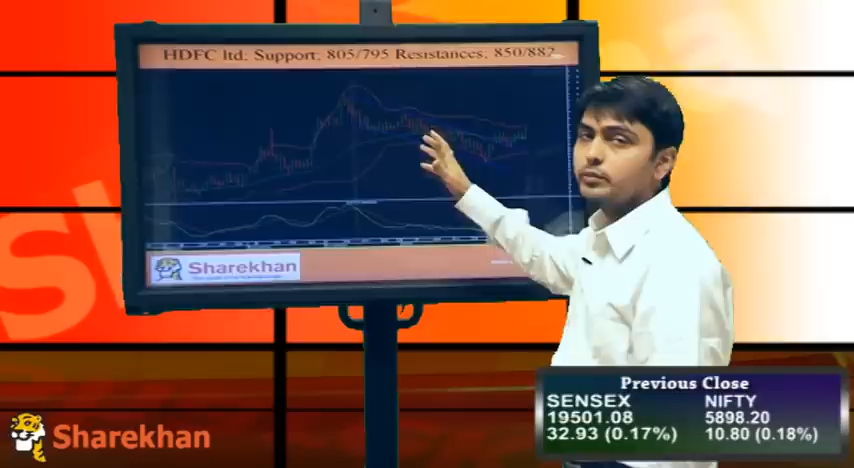 HDFC ltd: Support; 805/795 Resistances; 850/882
Sharekhan
Sharekhan
Previous Close
SENSEX NIFTY
19501.08 5898.20
32.93 (0.17%) 10.80 (0.18%)